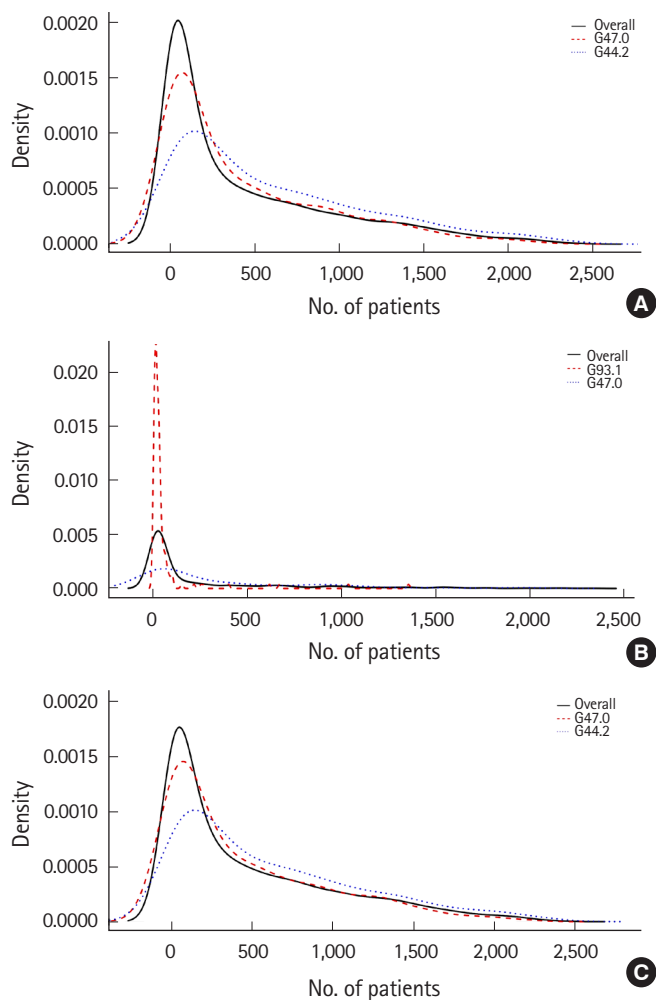 0.0020
0.0015
0.0010
0.0005
0.0000
Density
0 500 1,000 1,500 2,000 2,500
No. of patients
Overall
G47.0
G44.2
A
0.020
0.015
0.010
0.005
0.000
Density
0 500 1,000 1,500 2,000 2,500
No. of patients
Overall
G93.1
G47.0
B
0.0020
0.0015
0.0010
0.0005
0.0000
Density
0 500 1,000 1,500 2,000 2,500
No. of patients
Overall
G47.0
G44.2
C